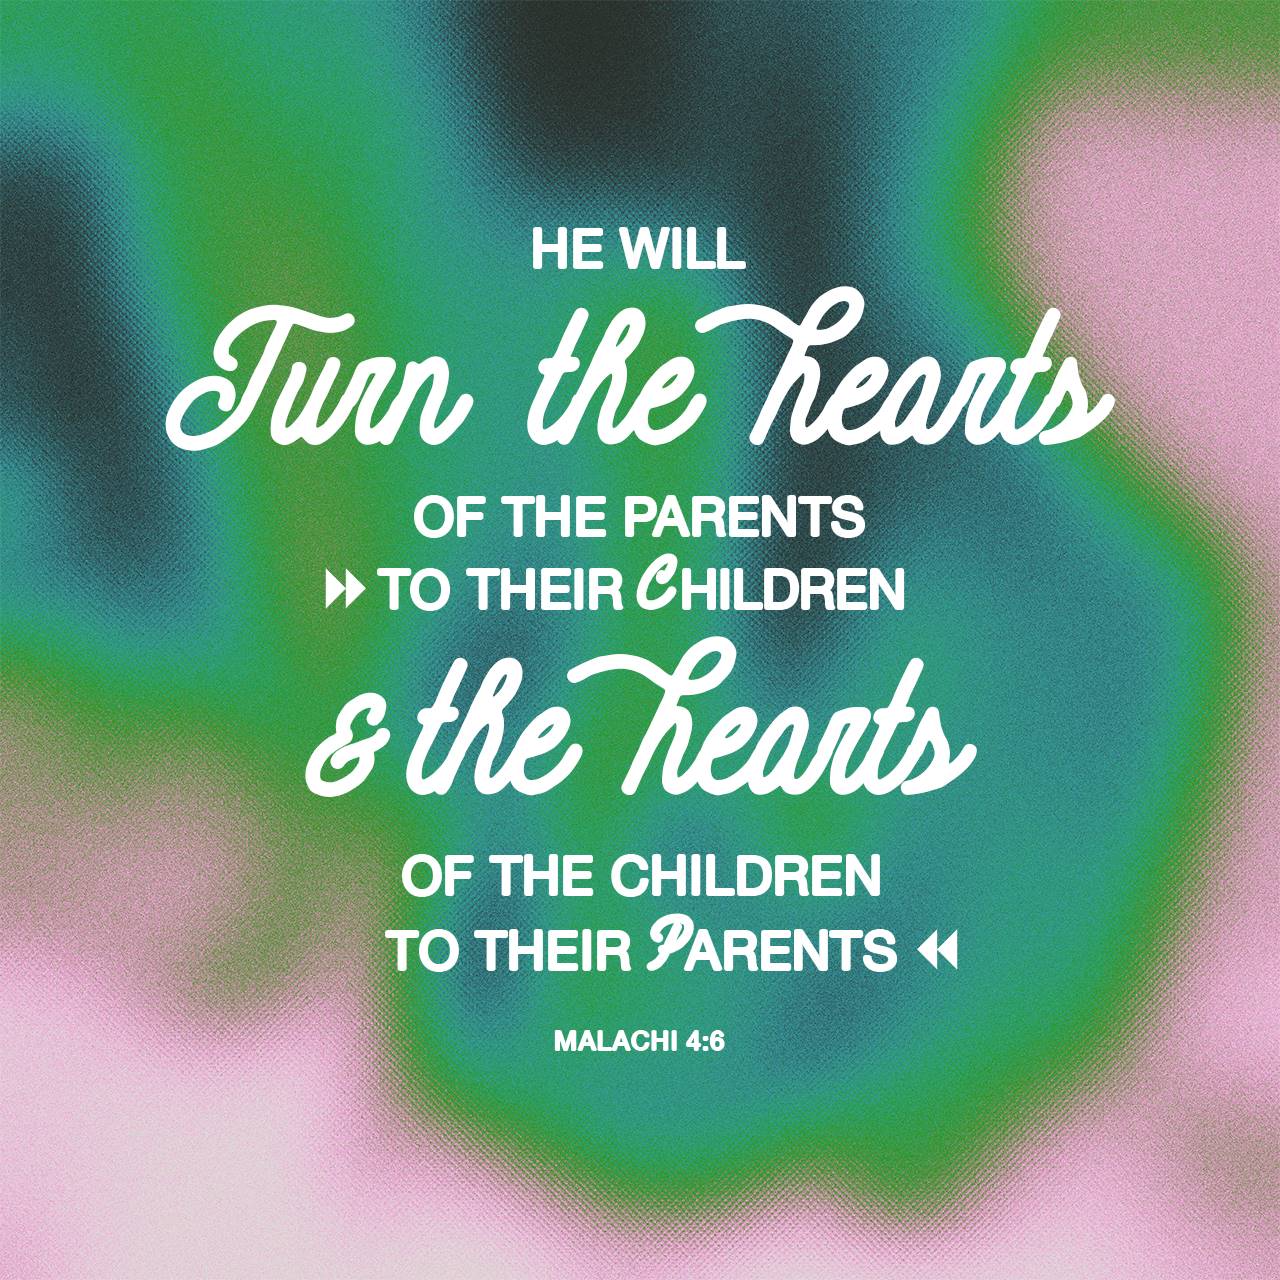 HE WILL
Turn the hearts
OF THE PARENTS
TO THEIR CHILDREN
& the hearts
OF THE CHILDREN
TO THEIR PARENTS
MALACHI 4:6